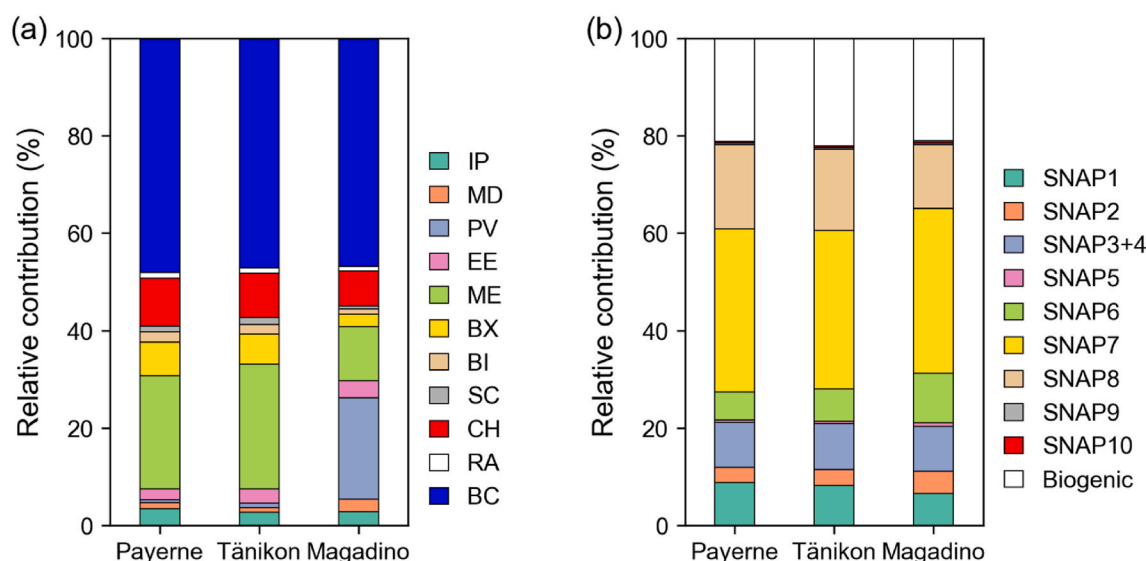 (a)
Relative contribution (%)
100
80
60
40
20
0
Payerne Tänikon Magadino
IP
MD
PV
EE
ME
BX
BI
SC
CH
RA
BC
(b)
Relative contribution (%)
100
80
60
40
20
0
Payerne Tänikon Magadino
SNAP1
SNAP2
SNAP3+4
SNAP5
SNAP6
SNAP7
SNAP8
SNAP9
SNAP10
Biogenic